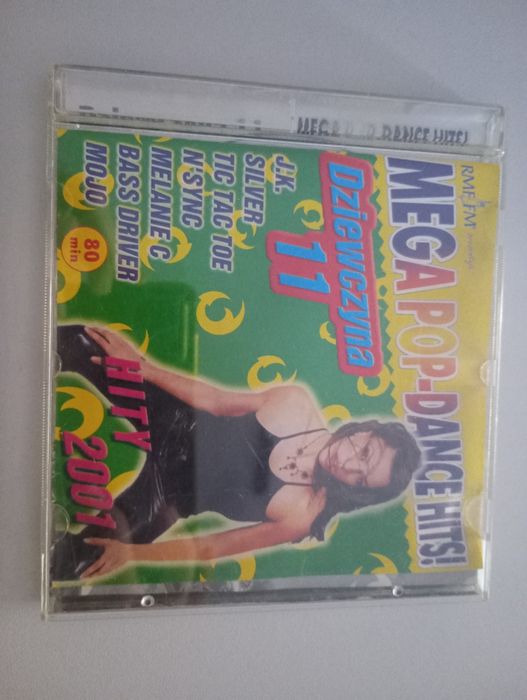 RMF FM
MEGA POP-DANCE HITS!
Dziewczyna
11
J.K.
SILVER
TIC TAC TOE
N SYNC
MELANIE C
BASS DRIVER
MOJO
80
min
HITY 2001
MEGA POP-DANCE HITS!